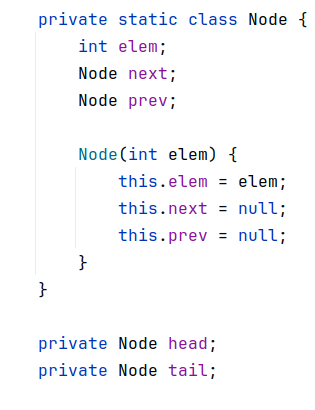 private static class Node {
    int elem;
    Node next;
    Node prev;

    Node(int elem) {
        this.elem = elem;
        this.next = null;
        this.prev = null;
    }
}

private Node head;
private Node tail;